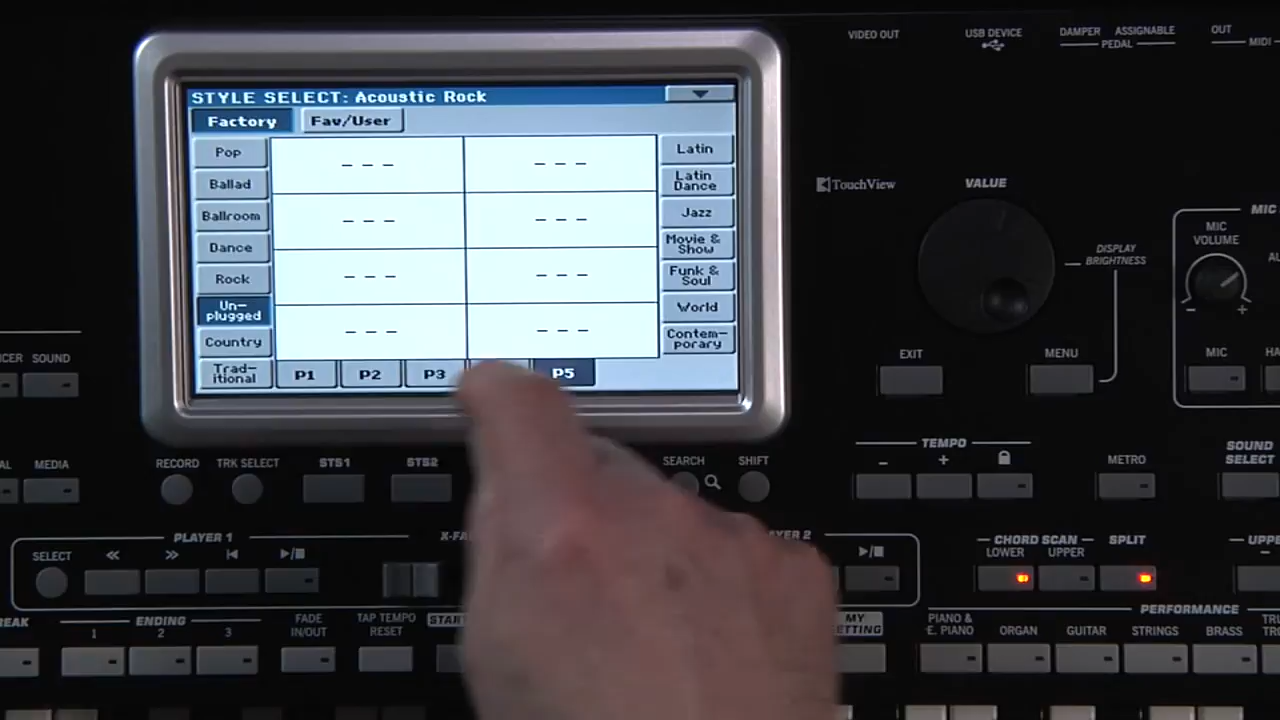 VIDEO OUT
USB DEVICE
DAMPER ASSIGNABLE
PEDAL
OUT
MIDI
STYLE SELECT: Acoustic Rock
Factory Fav/User
Pop
Ballad
Ballroom
Dance
Rock
Un-
plugged
Country
Trad-
itional
- - - - - -
- - - - - -
- - - - - -
- - - - - -
Latin
Latin
Dance
Jazz
Movie &
Show
Funk &
Soul
World
Contem-
porary
P1 P2 P3 P5
TouchView
VALUE
DISPLAY
BRIGHTNESS
MIC
MIC
VOLUME
- +
EXIT
MENU
MIC
SOUND
MEDIA
RECORD
TRK SELECT
STS1
STS2
SEARCH
SHIFT
TEMPO
- +
METRO
SOUND
SELECT
PLAYER 1
SELECT
CHORD SCAN
LOWER UPPER
SPLIT
ENDING
1 2 3
FADE
IN/OUT
TAP TEMPO
RESET
PERFORMANCE
PIANO &
E. PIANO
ORGAN
GUITAR
STRINGS
BRASS